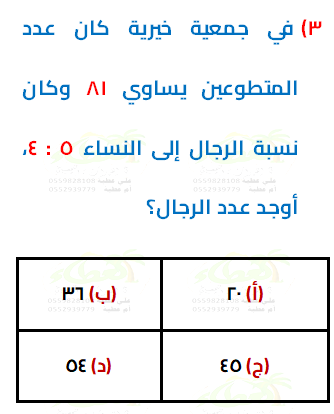 ٣) في جمعية خيرية كان عدد
المتطوعين يساوي ٨١ وكان
نسبة الرجال إلى النساء ٥ : ٤،
أوجد عدد الرجال؟
(أ) ٢٠ (ب) ٣٦
(ج) ٤٥ (د) ٥٤